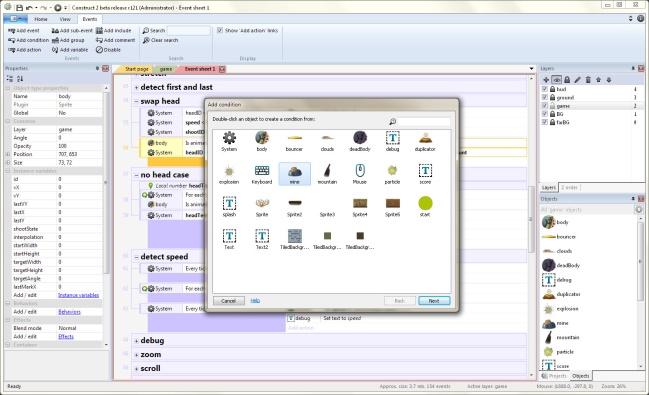 Construct 2 beta release r121 (Administrator) - Event sheet 1
Home View Events
Add event Add sub-event Add include
Add condition Add group Add comment
Add action Add variable Disable
Events
Search
Clear search
Search
Show 'Add action' links
Display
Properties
Start page game Event sheet 1
Object type properties
Name body
Plugin Sprite
Global No
Common
Layer game
Angle 0
Opacity 100
Position 707, 653
Size 73, 72
Instance variables
id 0
vX 0
vY 0
lastVY 0
lastX 0
lastY 0
shootState 0
interpolation 0
startWidth 0
startHeight 0
targetWidth 0
targetHeight 0
targetAngle 0
lastMercX 0
Add / edit Instance variables
Behaviors
Add / edit Behaviors
Effects
Blend mode Normal
Add / edit Effects
Container
stretch
detect first and last
swap head
System headID
System speed
System shootID
body Is anima
System headID
no head case
Local number headT
System For each
body Is anima
System headTe
detect speed
System Every tic
System For each
System Every tic
debug Set text to speed
Add action
debug
zoom
scroll
Add condition
Double-click an object to create a condition from:
System body bouncer clouds deadBody debug duplicator
explosion Keyboard mine mountain Mouse particle score
splash Sprite Sprite2 Sprite3 Sprite4 Sprite5 start
Text Text2 TiledBackgr... TiledBackgr... TiledBackgr...
Cancel Help Back Next
Layers
hud 4
ground 3
game 2
BG 1
farBG 0
Layers Z order
Objects
All 'game' objects
body
bouncer
clouds
deadBody
debug
duplicator
explosion
mine
mountain
particle
score
Projects Objects
Ready
Approx. size: 3.7 mb. 134 events
Active layer: game
Zoom: 26%